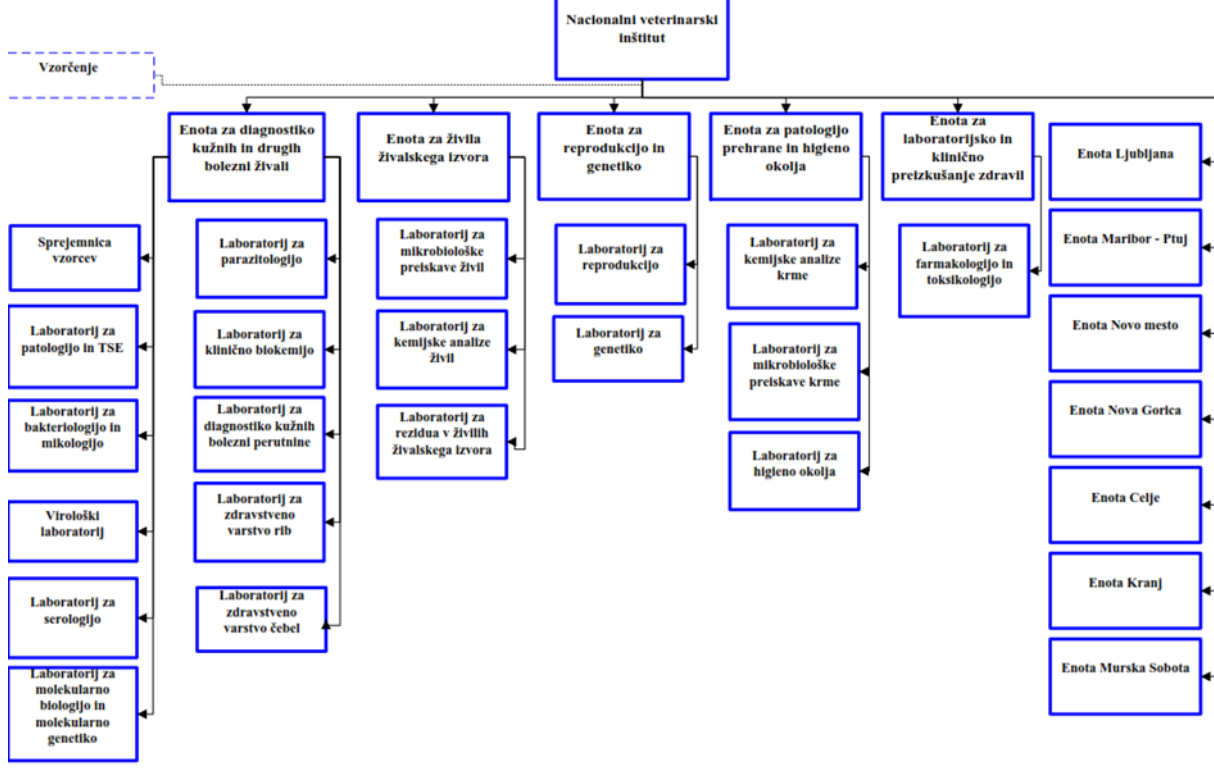 Nacionalni veterinarski
inštitut
Vzorčenje
Enota za diagnostiko
kužnih in drugih
bolezni živali
Enota za živila
živalskega izvora
Enota za
reprodukcijo in
genetiko
Enota za patologijo
prehrane in higieno
okolja
Enota za
laboratorijsko in
klinično
preizkušanje zdravil
Sprejemnica
vzorcev
Laboratorij za
patologijo in TSE
Laboratorij za
bakteriologijo in
mikologijo
Virološki
laboratorij
Laboratorij za
serologijo
Laboratorij za
molekularno
biologijo in
molekularno
genetiko
Laboratorij za
parazitologijo
Laboratorij za
klinično biokemijo
Laboratorij za
diagnostiko kužnih
bolezni perutnine
Laboratorij za
zdravstveno
varstvo rib
Laboratorij za
zdravstveno
varstvo čebel
Laboratorij za
mikrobiološke
preiskave živil
Laboratorij za
kemijske analize
živil
Laboratorij za
rezidua v živilih
živalskega izvora
Laboratorij za
reprodukcijo
Laboratorij za
genetiko
Laboratorij za
kemijske analize
krme
Laboratorij za
mikrobiološke
preiskave krme
Laboratorij za
higieno okolja
Laboratorij za
farmakologijo in
toksikologijo
Enota Ljubljana
Enota Maribor - Ptuj
Enota Novo mesto
Enota Nova Gorica
Enota Celje
Enota Kranj
Enota Murska Sobota